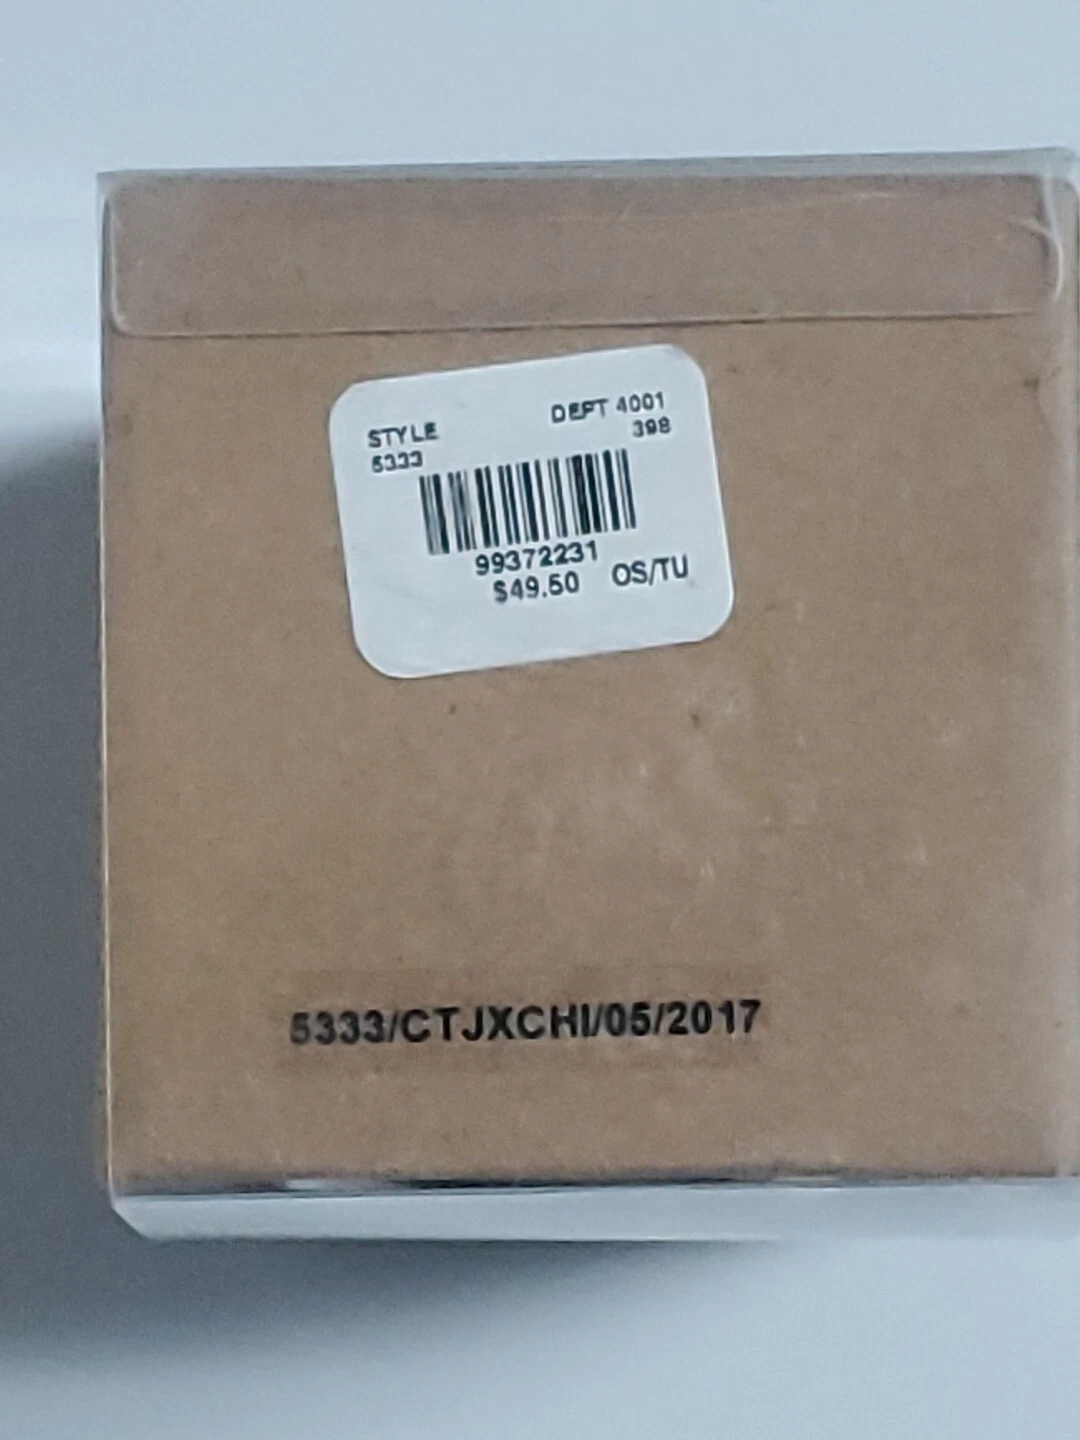 STYLE
5333
DEPT 4001
398
99372231
$49.50 OS/TU
5333/CTJXCHI/05/2017